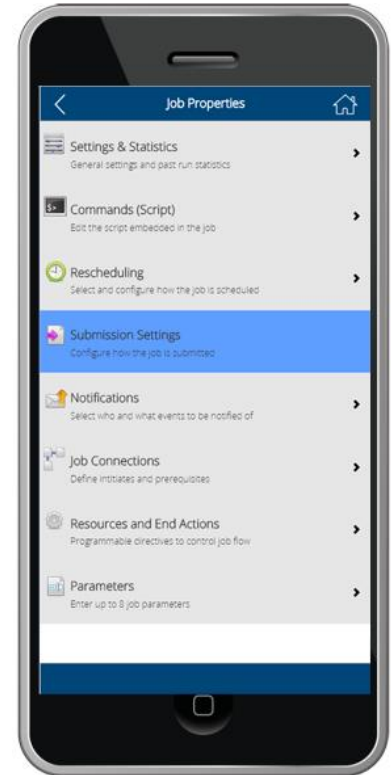 Job Properties
Settings & Statistics
General settings and past run statistics
$>
Commands (Script)
Edit the script embedded in the job
Rescheduling
Select and configure how the job is scheduled
Submission Settings
Configure how the job is submitted
Notifications
Select who and what events to be notified of
Job Connections
Define intitiates and prerequisites
Resources and End Actions
Programmable directives to control job flow
Parameters
Enter up to 8 job parameters